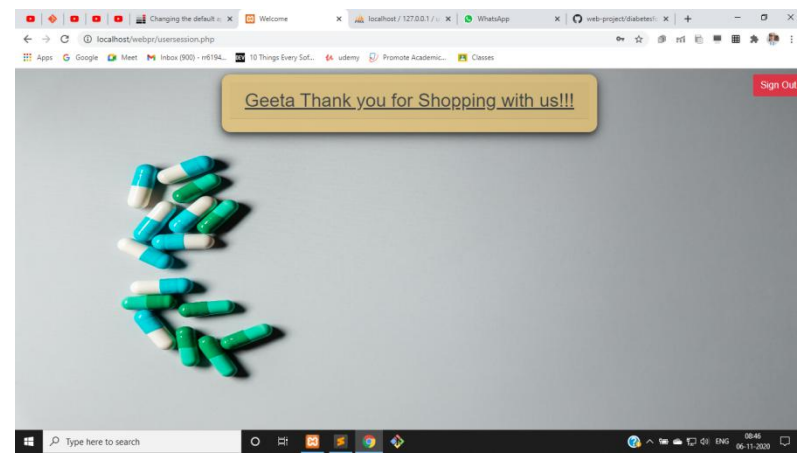 Changing the default a
Welcome
localhost / 127.0.0.1 / u
WhatsApp
web-project/diabetes
localhost/webpr/usersession.php
Apps
Google
Meet
Inbox (900) - rr6194...
10 Things Every Sof...
udemy
Promote Academic...
Classes
Geeta Thank you for Shopping with us!!!
Sign Out
Type here to search
ENG
08:46
06-11-2020